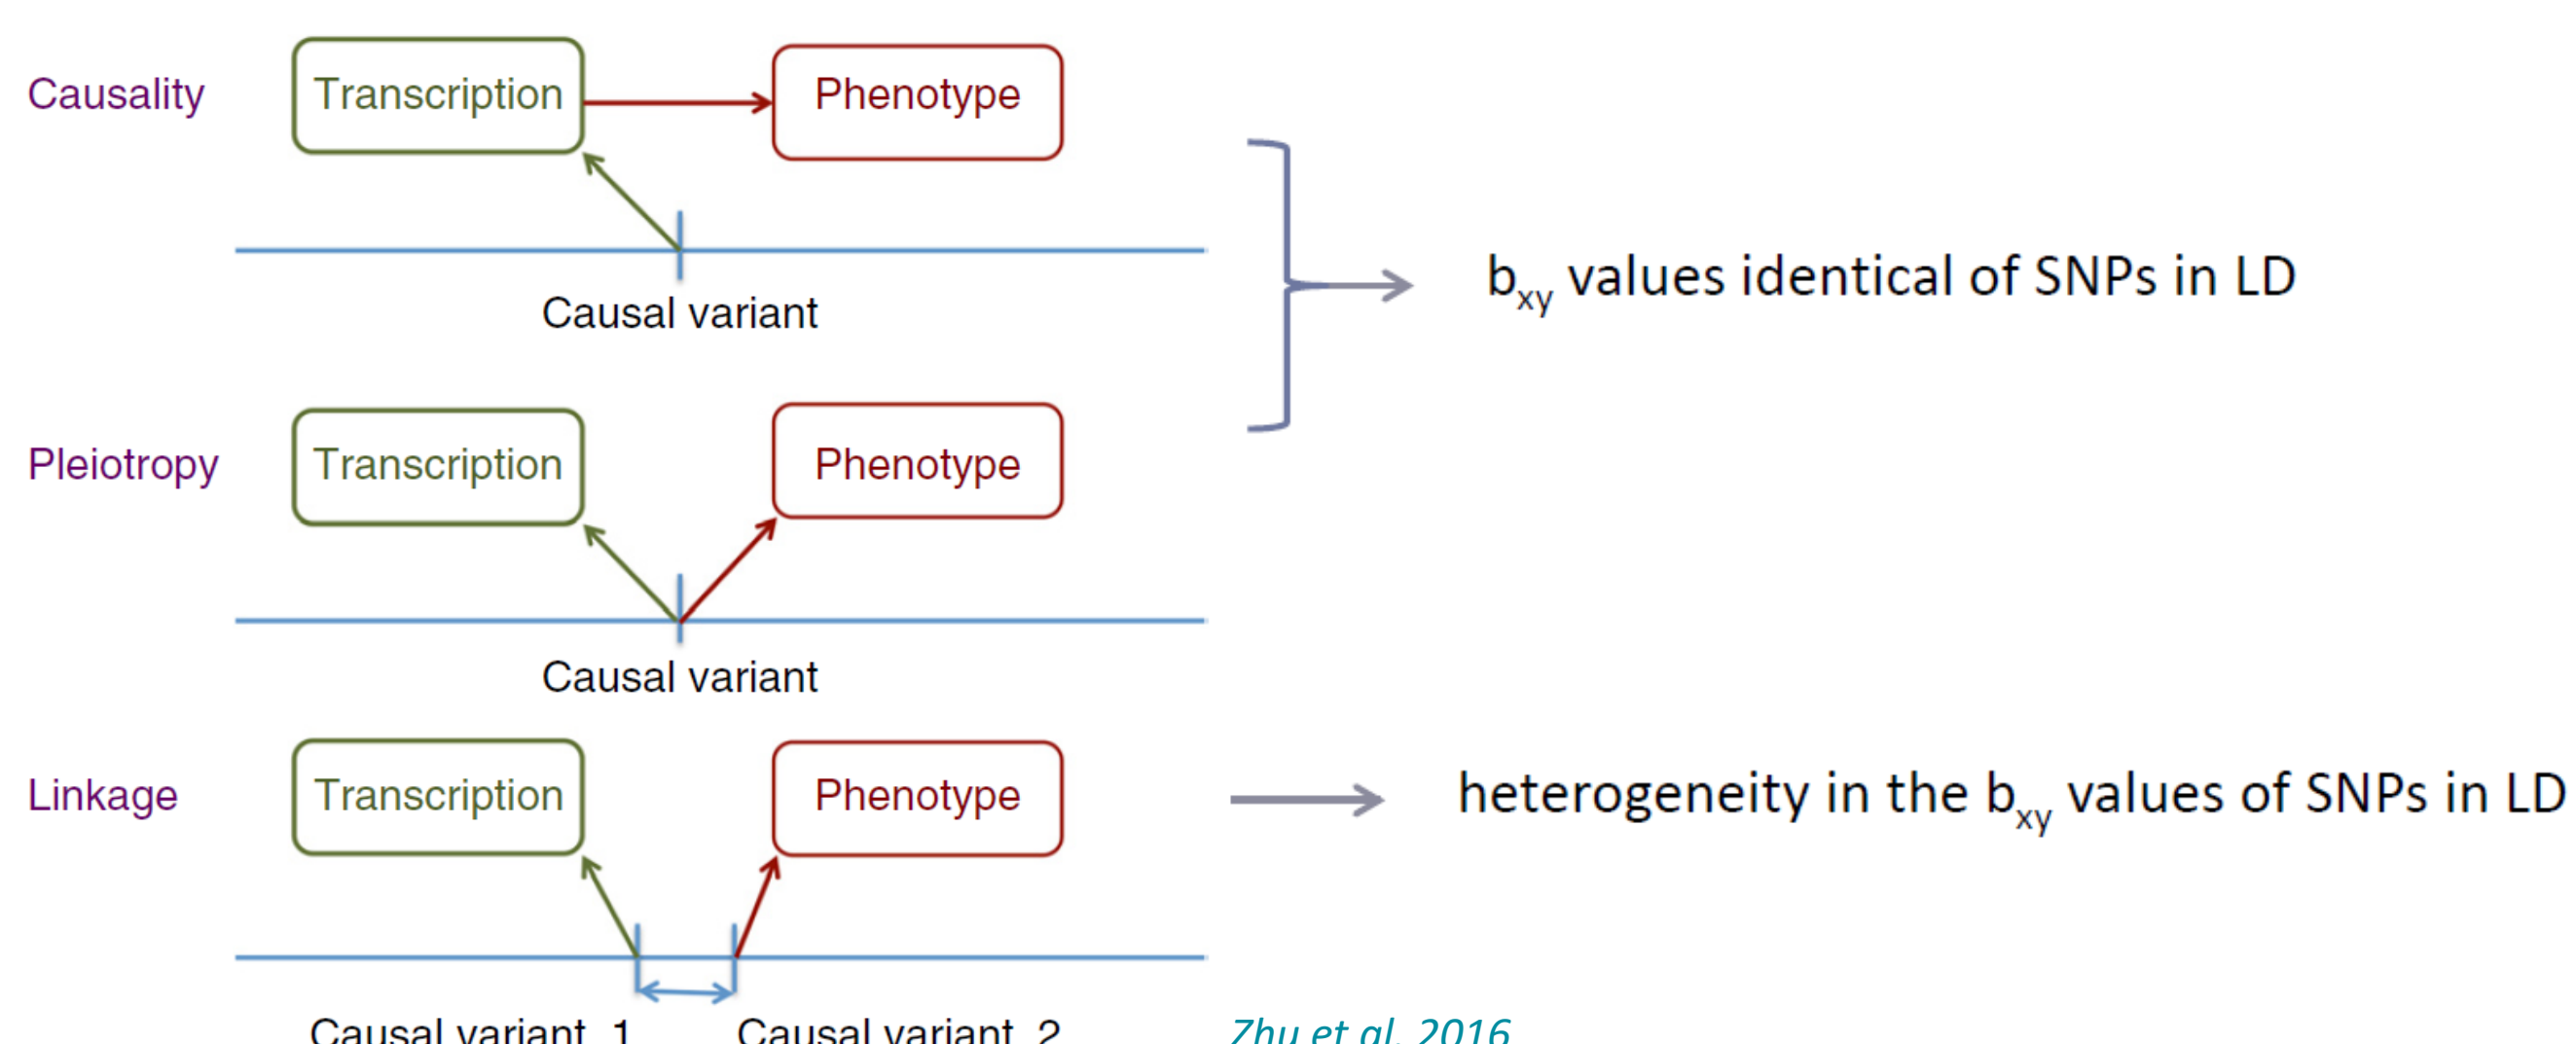 Causality
Transcription
Phenotype
Causal variant
bxy values identical of SNPs in LD
Pleiotropy
Transcription
Phenotype
Causal variant
Linkage
Transcription
Phenotype
heterogeneity in the bxy values of SNPs in LD
Causal variant 1
Causal variant 2
Zhu et al. 2016